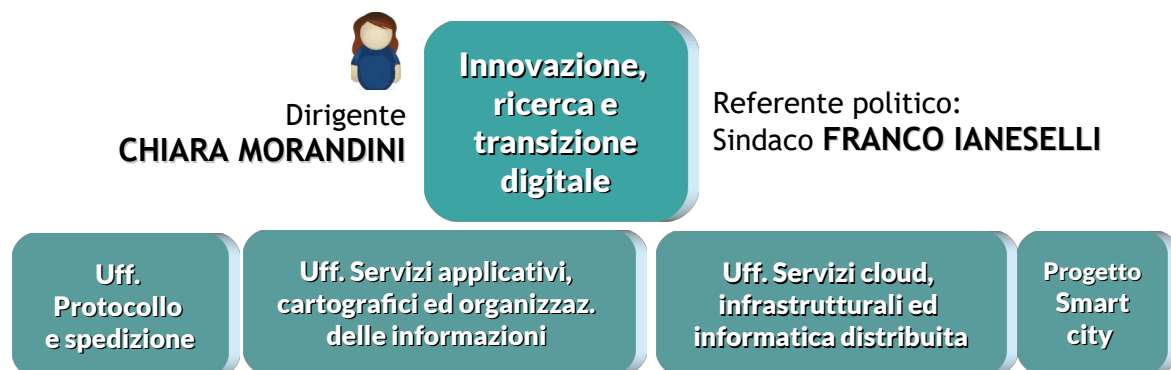 Innovazione,
ricerca e
transizione
digitale
Dirigente
CHIARA MORANDINI
Referente politico:
Sindaco FRANCO IANESELLI
Uff.
Protocollo
e spedizione
Uff. Servizi applicativi,
cartografici ed organizzaz.
delle informazioni
Uff. Servizi cloud,
infrastrutturali ed
informatica distribuita
Progetto
Smart
city